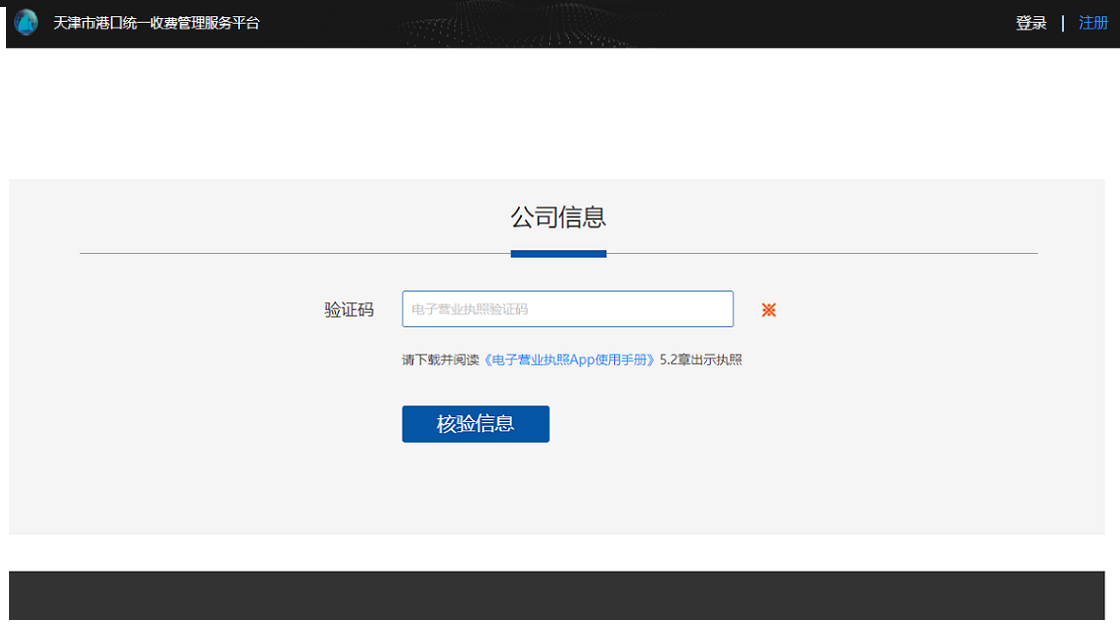 天津市港口统一收费管理服务平台
登录 | 注册
公司信息
验证码 电子营业执照验证码 ※
请下载并阅读《电子营业执照App使用手册》5.2章出示执照
核验信息